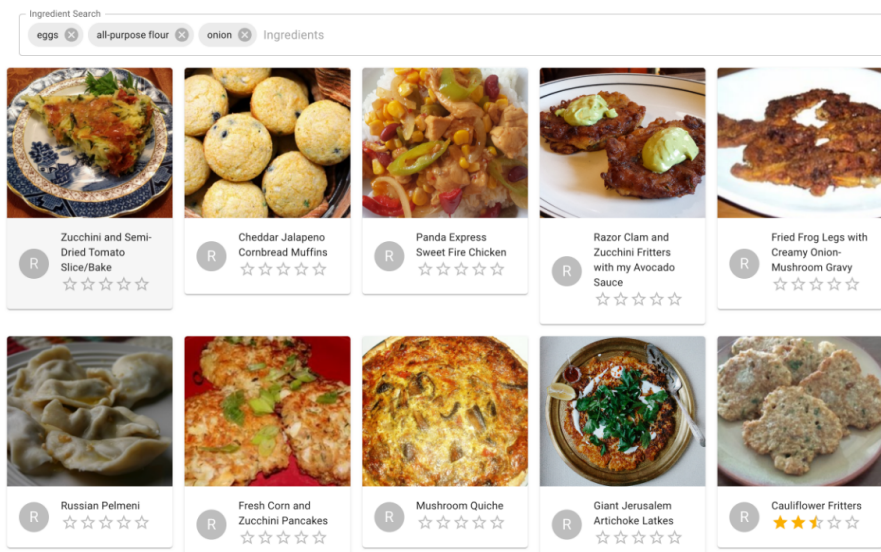 Ingredient Search
eggs all-purpose flour onion Ingredients
R
Zucchini and Semi-
Dried Tomato
Slice/Bake
R
Cheddar Jalapeno
Cornbread Muffins
R
Panda Express
Sweet Fire Chicken
R
Razor Clam and
Zucchini Fritters
with my Avocado
Sauce
R
Fried Frog Legs with
Creamy Onion-
Mushroom Gravy
R
Russian Pelmeni
R
Fresh Corn and
Zucchini Pancakes
R
Mushroom Quiche
R
Giant Jerusalem
Artichoke Latkes
R
Cauliflower Fritters